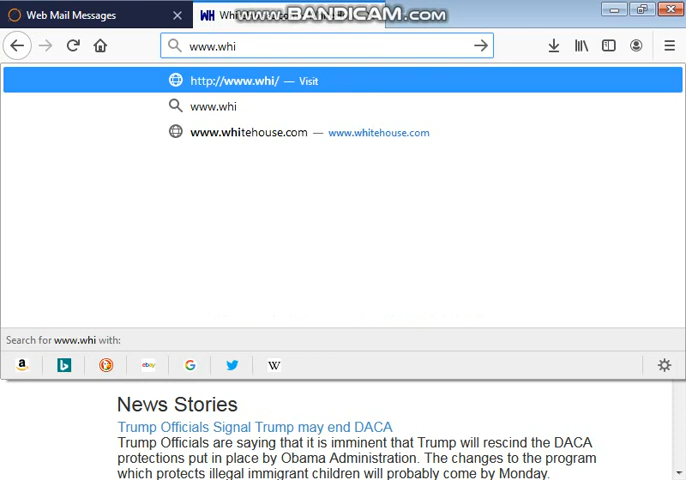 Web Mail Messages
WH Whi
www.BANDICAM.com
www.whi
http://www.whi/ — Visit
www.whi
www.whitehouse.com — www.whitehouse.com
Search for www.whi with:
a b ebay G W
News Stories
Trump Officials Signal Trump may end DACA
Trump Officials are saying that it is imminent that Trump will rescind the DACA
protections put in place by Obama Administration. The changes to the program
which protects illegal immigrant children will probably come by Monday.